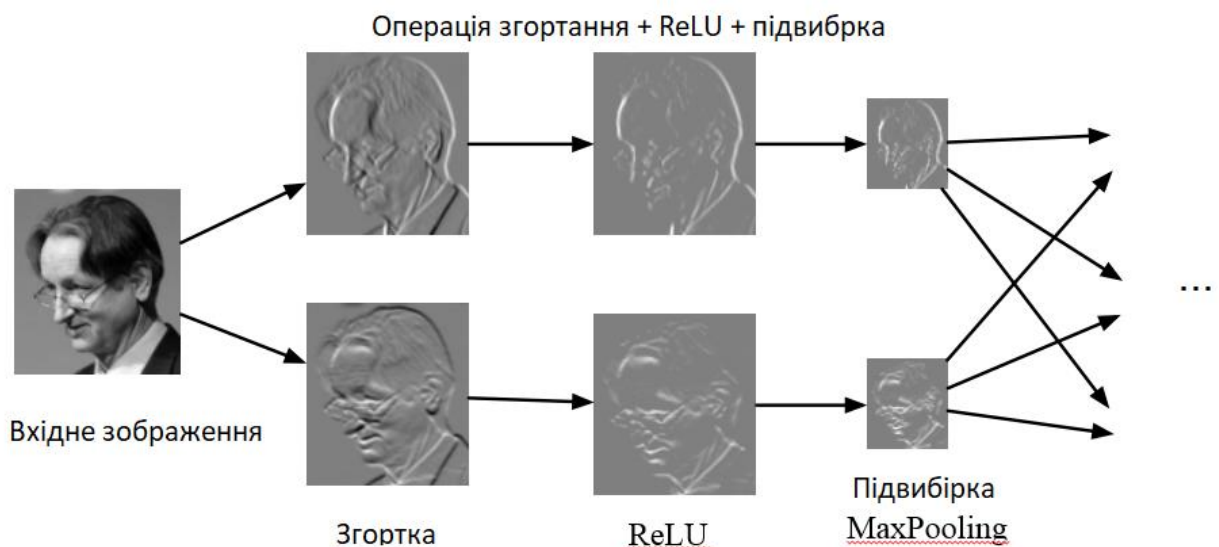 Операція згортання + ReLU + підвибрка
Вхідне зображення
...
Згортка
ReLU
Підвибірка
MaxPooling